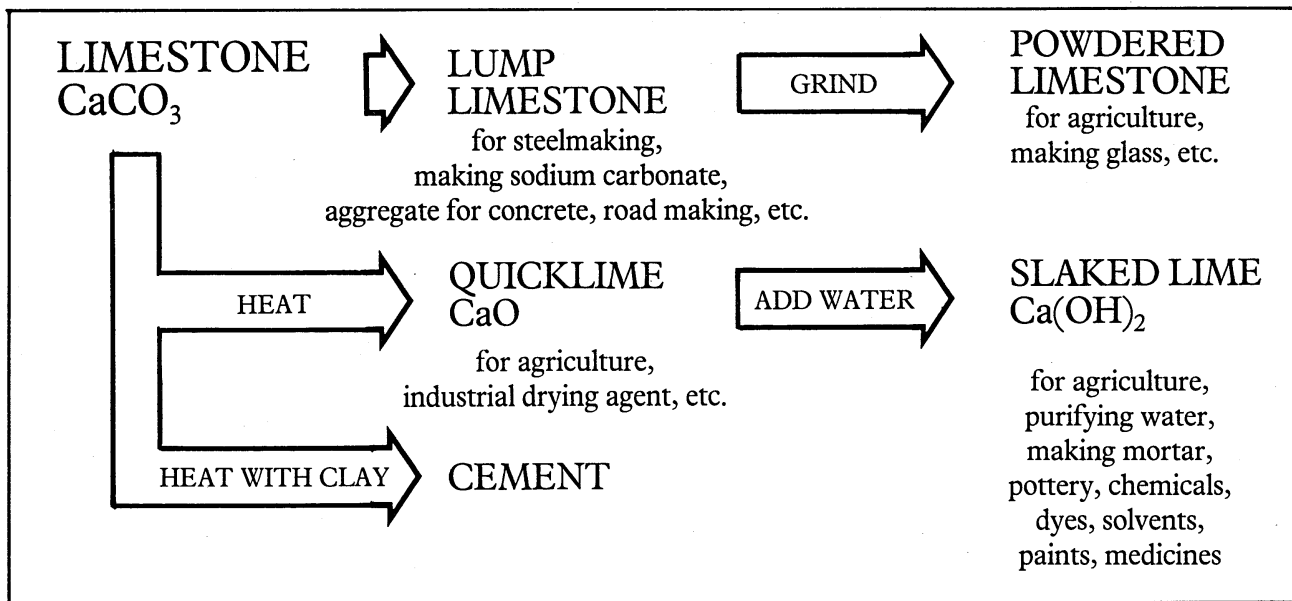 LIMESTONE
CaCO₃
LUMP
LIMESTONE
for steelmaking,
making sodium carbonate,
aggregate for concrete, road making, etc.
GRIND
POWDERED
LIMESTONE
for agriculture,
making glass, etc.
HEAT
QUICKLIME
CaO
for agriculture,
industrial drying agent, etc.
ADD WATER
SLAKED LIME
Ca(OH)₂
for agriculture,
purifying water,
making mortar,
pottery, chemicals,
dyes, solvents,
paints, medicines
HEAT WITH CLAY
CEMENT